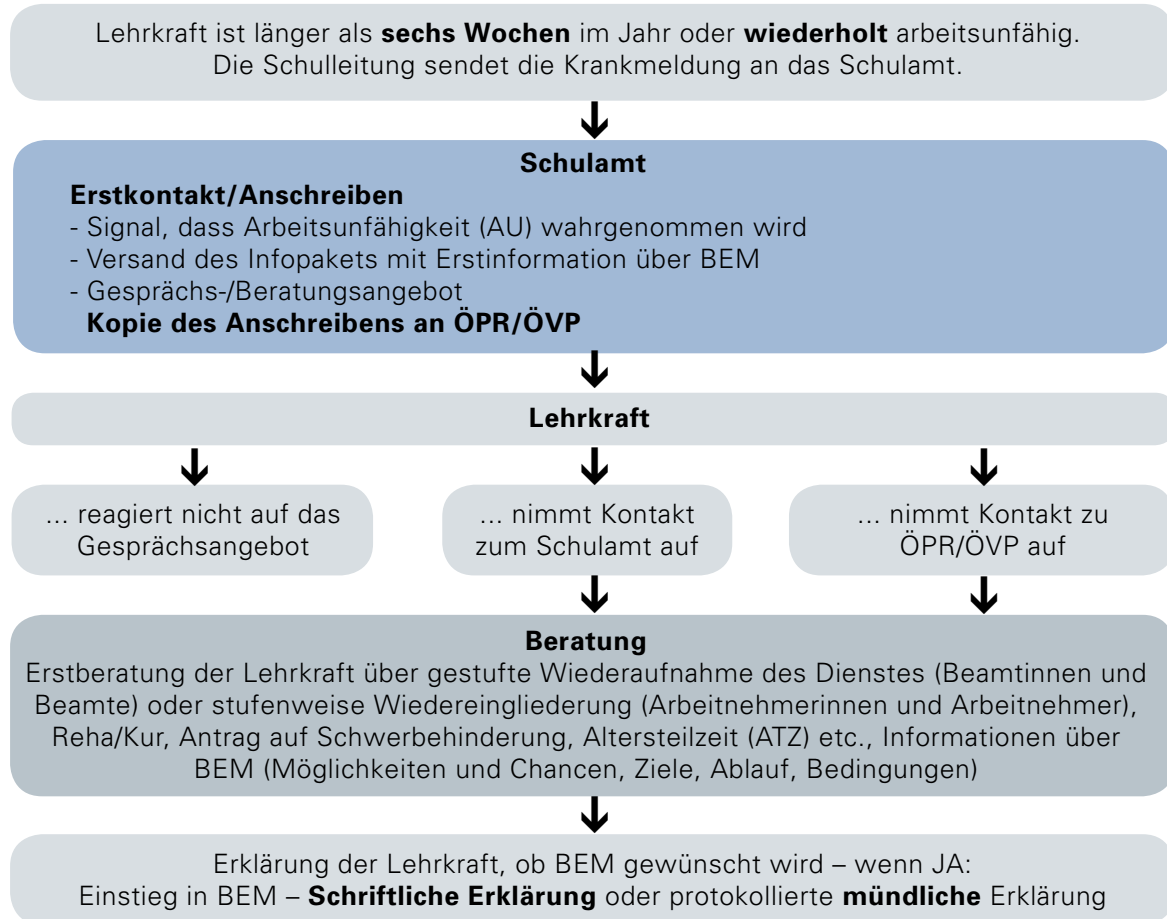 Lehrkraft ist länger als sechs Wochen im Jahr oder wiederholt arbeitsunfähig.
Die Schulleitung sendet die Krankmeldung an das Schulamt.
Schulamt
Erstkontakt/Anschreiben
- Signal, dass Arbeitsunfähigkeit (AU) wahrgenommen wird
- Versand des Infopakets mit Erstinformation über BEM
- Gesprächs-/Beratungsangebot
Kopie des Anschreibens an ÖPR/ÖVP
Lehrkraft
... reagiert nicht auf das
Gesprächsangebot
... nimmt Kontakt
zum Schulamt auf
... nimmt Kontakt zu
ÖPR/ÖVP auf
Beratung
Erstberatung der Lehrkraft über gestufte Wiederaufnahme des Dienstes (Beamtinnen und
Beamte) oder stufenweise Wiedereingliederung (Arbeitnehmerinnen und Arbeitnehmer),
Reha/Kur, Antrag auf Schwerbehinderung, Altersteilzeit (ATZ) etc., Informationen über
BEM (Möglichkeiten und Chancen, Ziele, Ablauf, Bedingungen)
Erklärung der Lehrkraft, ob BEM gewünscht wird – wenn JA:
Einstieg in BEM – Schriftliche Erklärung oder protokollierte mündliche Erklärung